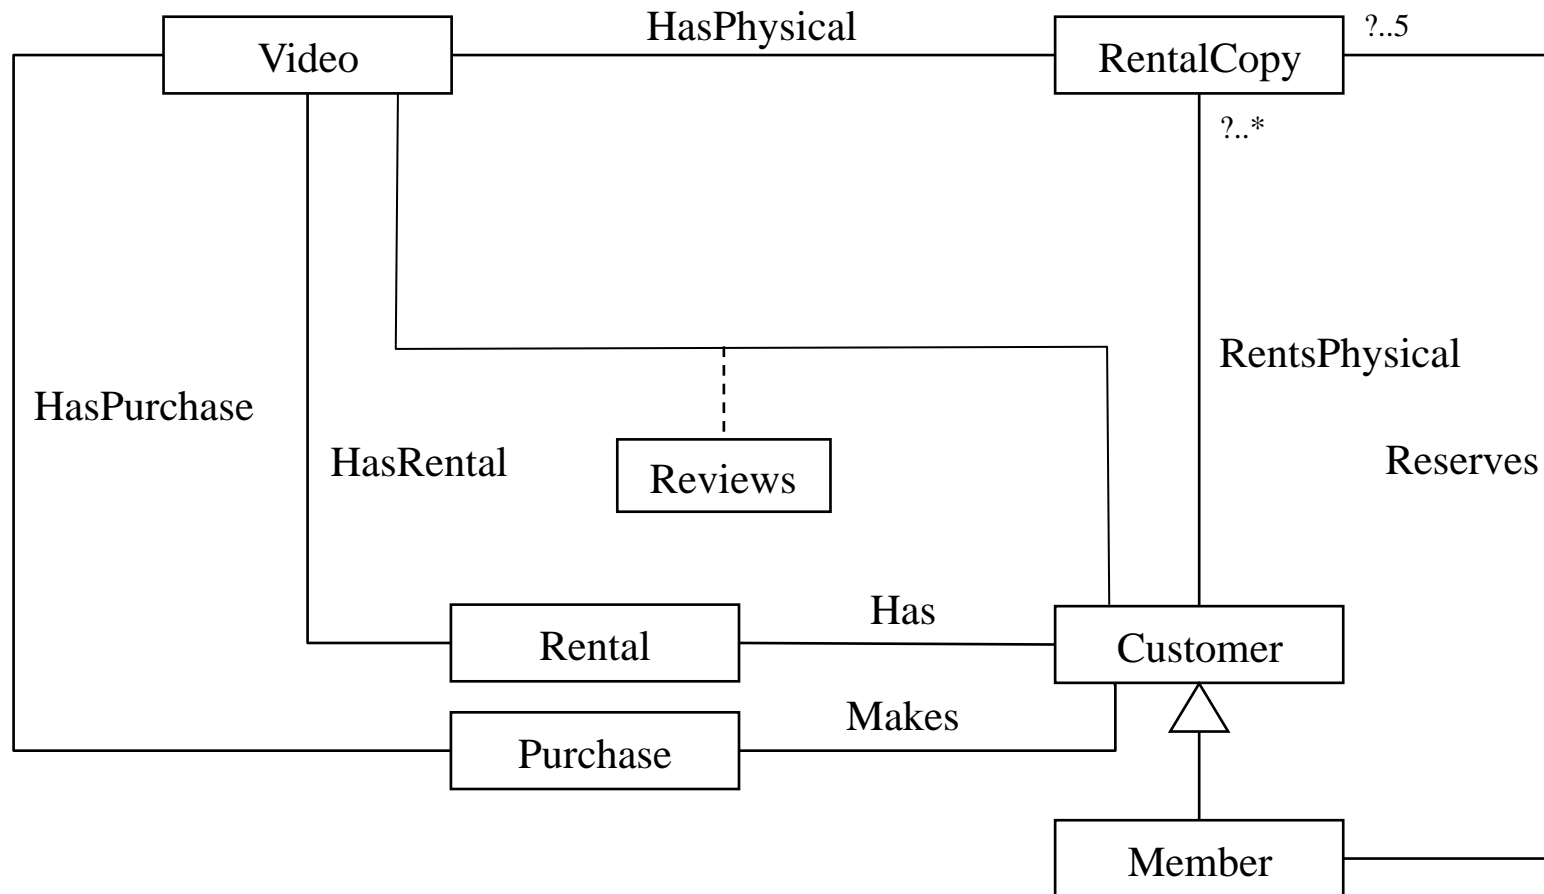 HasPhysical
?..5
Video
RentalCopy
?..*
RentsPhysical
HasPurchase
HasRental
Reserves
Reviews
Has
Rental
Customer
Makes
Purchase
Member